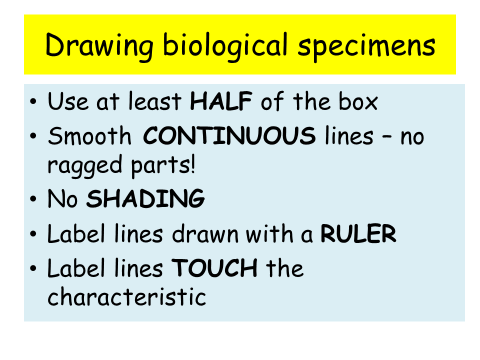 Drawing biological specimens
• Use at least HALF of the box
• Smooth CONTINUOUS lines – no
ragged parts!
• No SHADING
• Label lines drawn with a RULER
• Label lines TOUCH the
characteristic